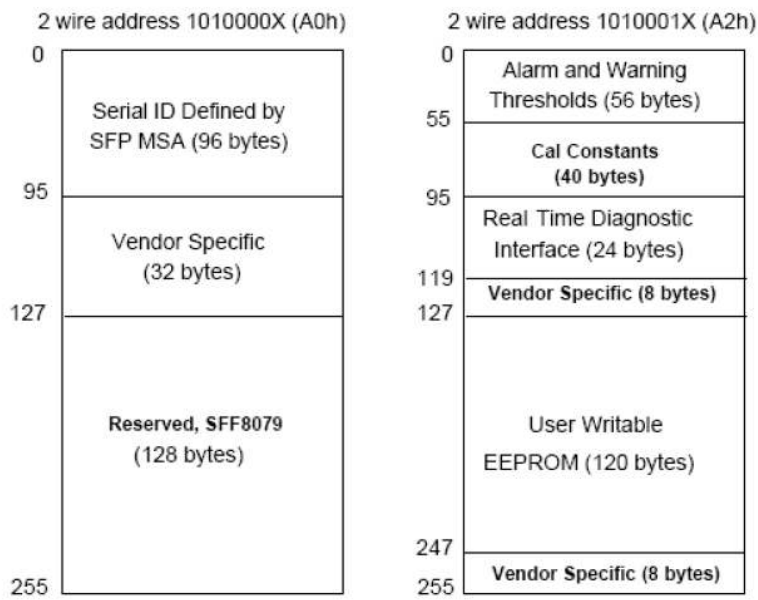 2 wire address 1010000X (A0h)
0
Serial ID Defined by
SFP MSA (96 bytes)
95
Vendor Specific
(32 bytes)
127
Reserved, SFF8079
(128 bytes)
255
2 wire address 1010001X (A2h)
0
Alarm and Warning
Thresholds (56 bytes)
55
Cal Constants
(40 bytes)
95
Real Time Diagnostic
Interface (24 bytes)
119
Vendor Specific (8 bytes)
127
User Writable
EEPROM (120 bytes)
247
Vendor Specific (8 bytes)
255